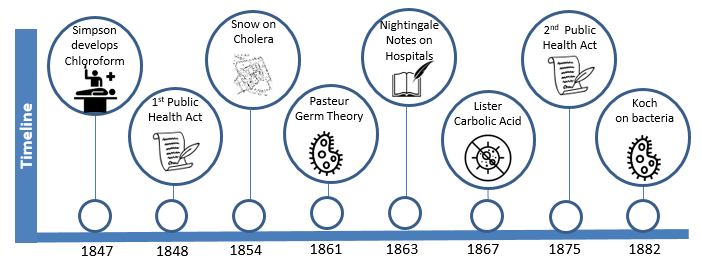 Timeline
Simpson
develops
Chloroform
1st Public
Health Act
Snow on
Cholera
Pasteur
Germ Theory
Nightingale
Notes on
Hospitals
Lister
Carbolic Acid
2nd Public
Health Act
Koch
on bacteria
1847
1848
1854
1861
1863
1867
1875
1882